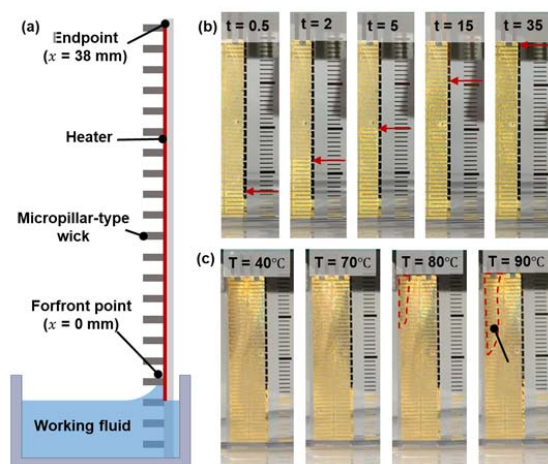 (a)
Endpoint
(x = 38 mm)
Heater
Micropillar-type
wick
Forfront point
(x = 0 mm)
Working fluid
(b)
t = 0.5
t = 2
t = 5
t = 15
t = 35
(c)
T = 40℃
T = 70℃
T = 80℃
T = 90℃